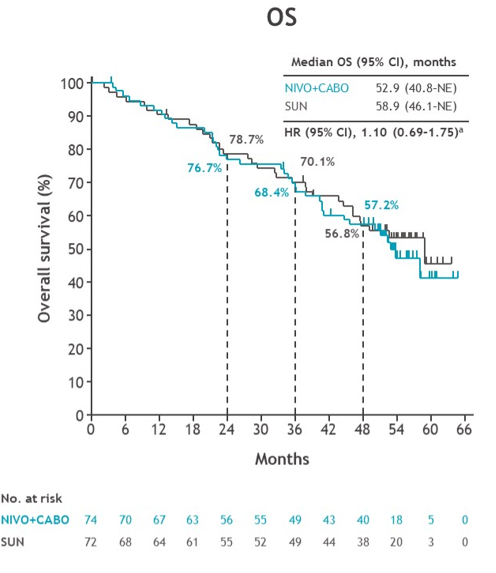 OS
Median OS (95% CI), months
NIVO+CABO 52.9 (40.8-NE)
SUN 58.9 (46.1-NE)
HR (95% CI), 1.10 (0.69-1.75)ᵃ
Overall survival (%)
100
90
80
70
60
50
40
30
20
10
0
78.7%
76.7%
70.1%
68.4%
57.2%
56.8%
0 6 12 18 24 30 36 42 48 54 60 66
Months
No. at risk
NIVO+CABO 74 70 67 63 56 55 49 43 40 18 5 0
SUN 72 68 64 61 55 52 49 44 38 20 3 0